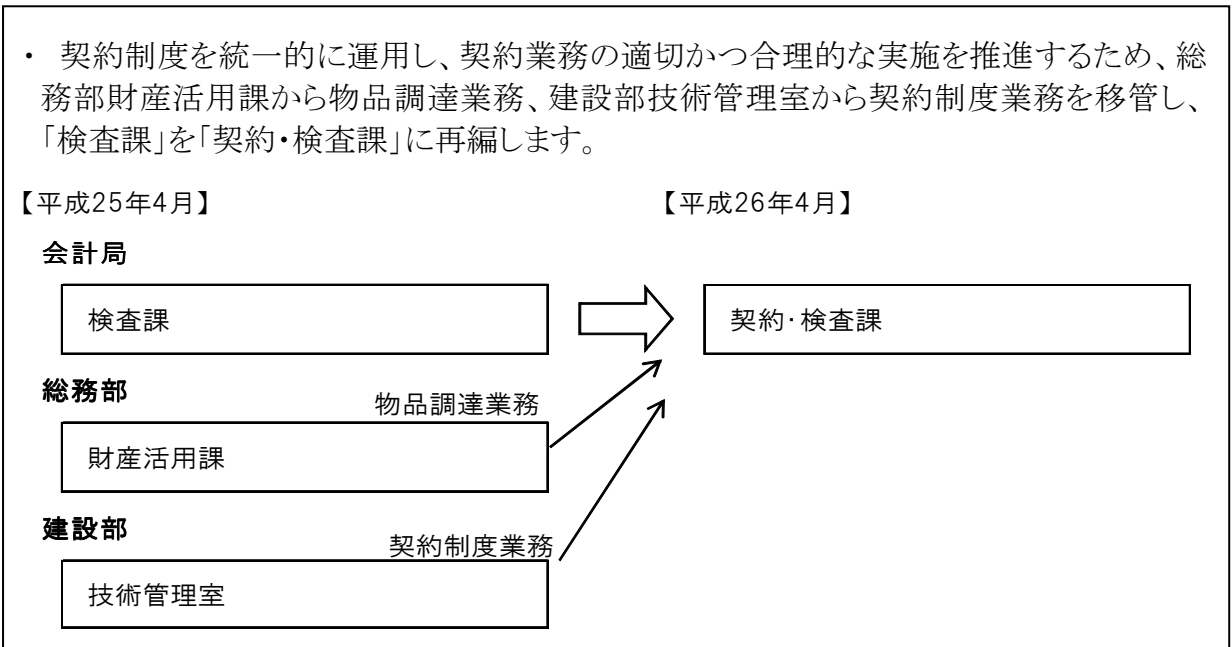 ・ 契約制度を統一的に運用し、契約業務の適切かつ合理的な実施を推進するため、総
務部財産活用課から物品調達業務、建設部技術管理室から契約制度業務を移管し、
「検査課」を「契約・検査課」に再編します。
【平成25年4月】
【平成26年4月】
会計局
検査課
契約・検査課
総務部
物品調達業務
財産活用課
建設部
契約制度業務
技術管理室